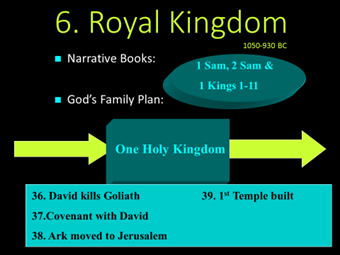 6. Royal Kingdom
1050-930 BC
Narrative Books:
1 Sam, 2 Sam &
1 Kings 1-11
God's Family Plan:
One Holy Kingdom
36. David kills Goliath 39. 1st Temple built
37.Covenant with David
38. Ark moved to Jerusalem